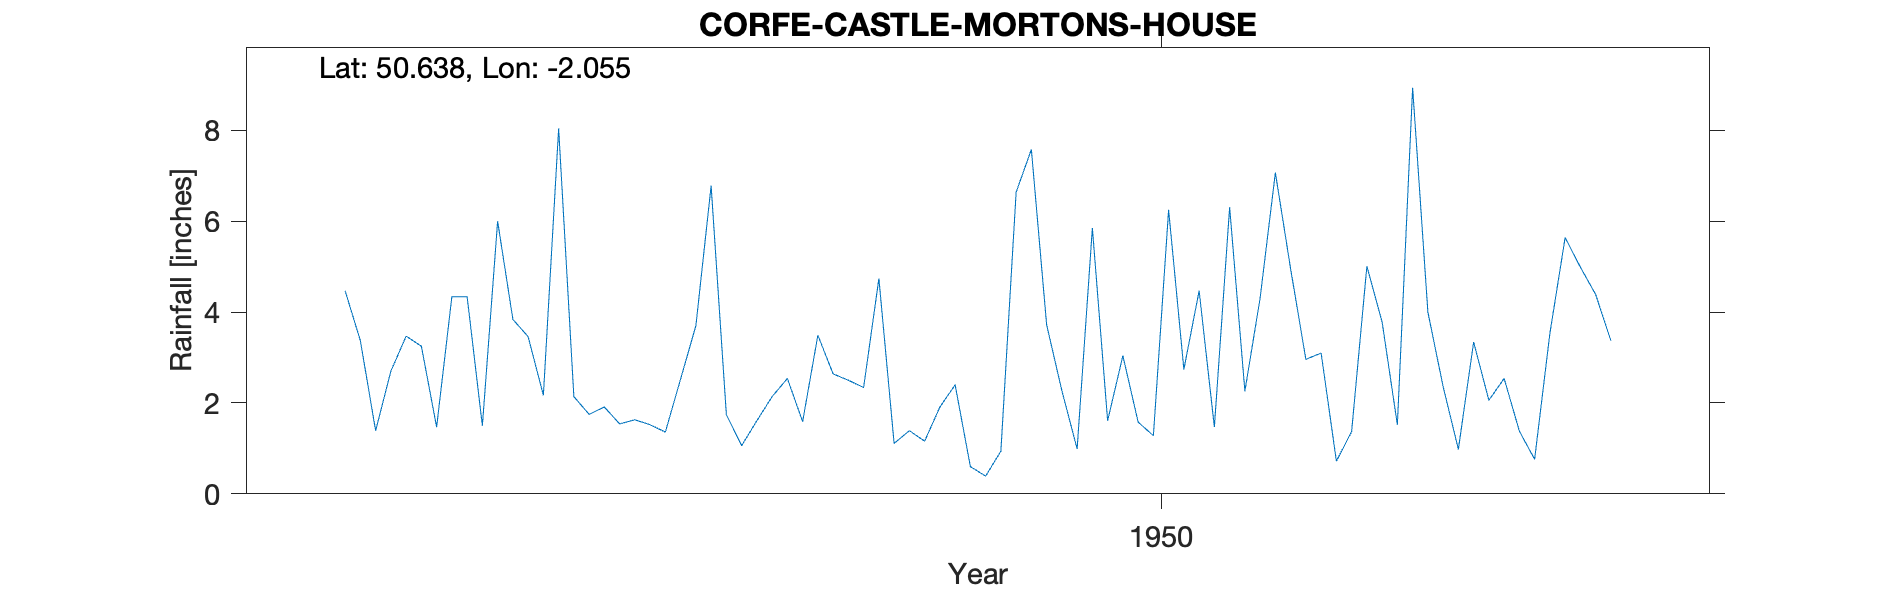 CORFE-CASTLE-MORTONS-HOUSE
Lat: 50.638, Lon: -2.055
8
6
4
2
0
Rainfall [inches]
1950
Year